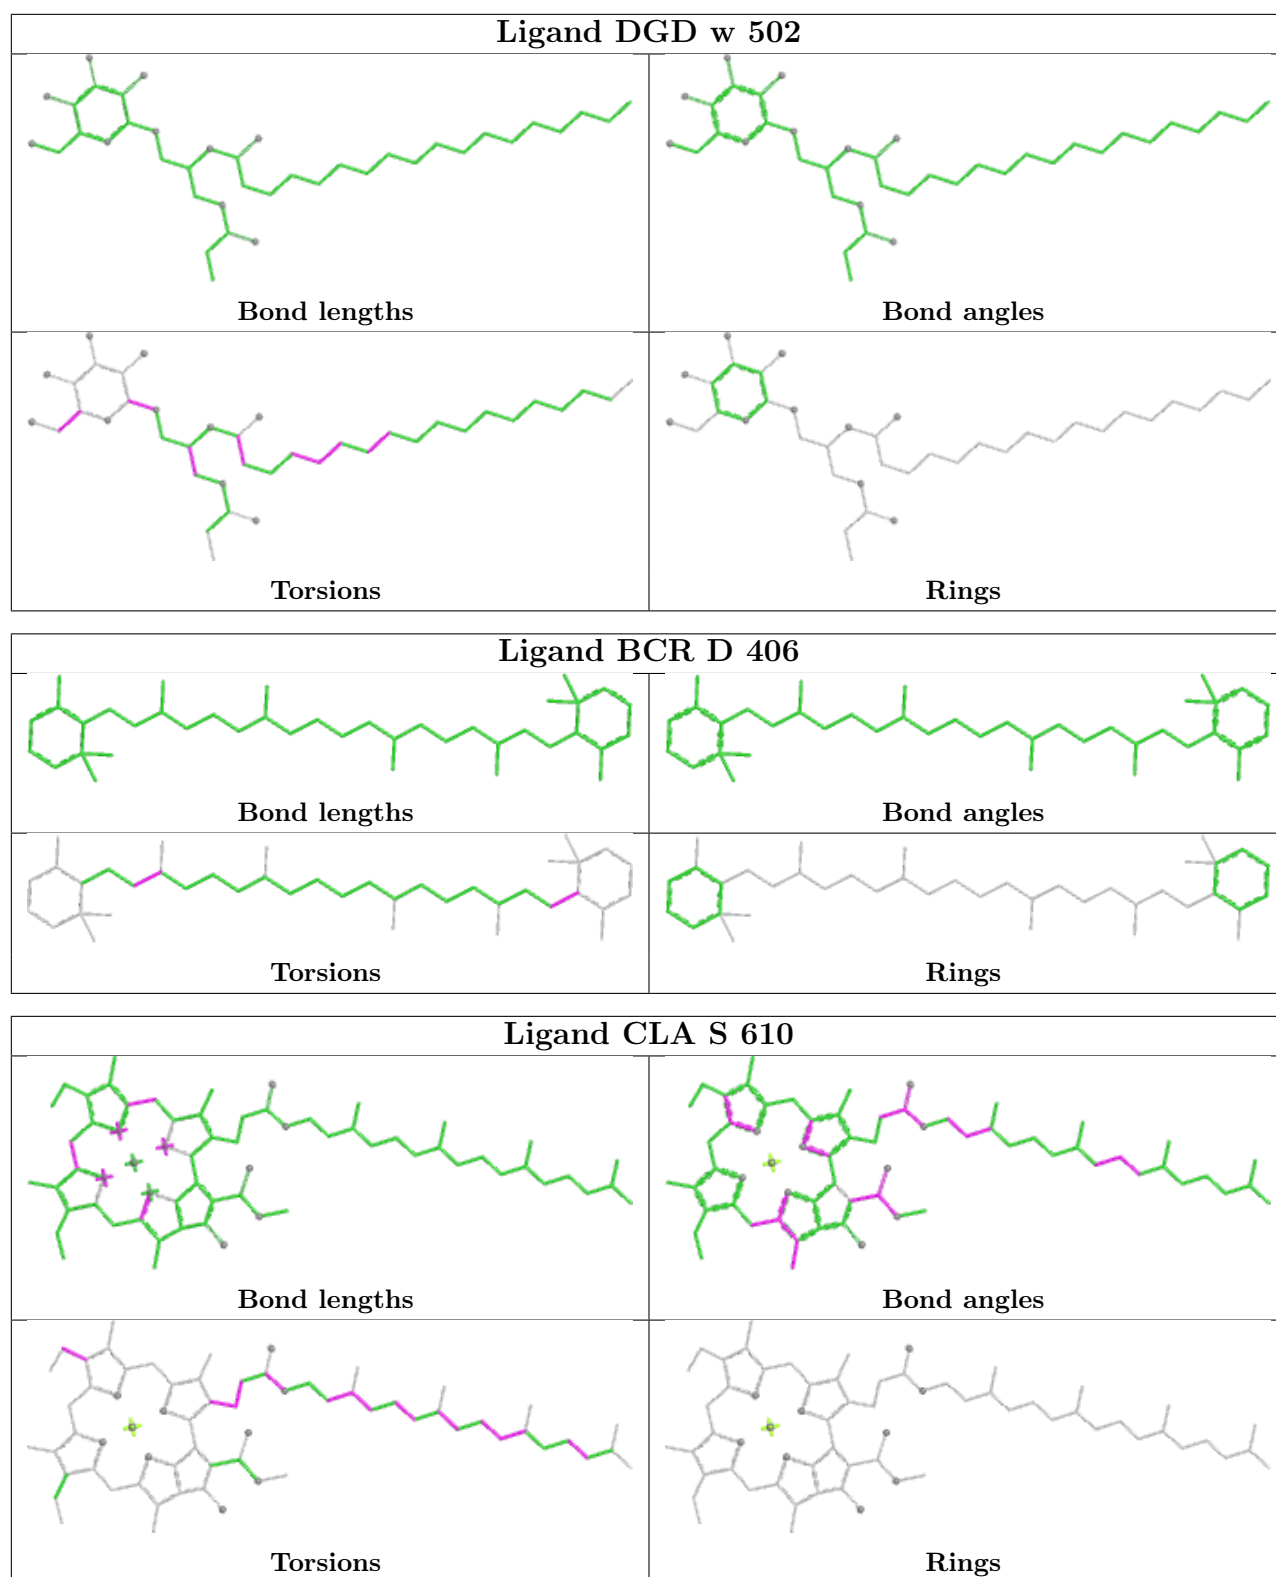 Ligand DGD w 502
Bond lengths
Bond angles
Torsions
Rings
Ligand BCR D 406
Bond lengths
Bond angles
Torsions
Rings
Ligand CLA S 610
Bond lengths
Bond angles
Torsions
Rings